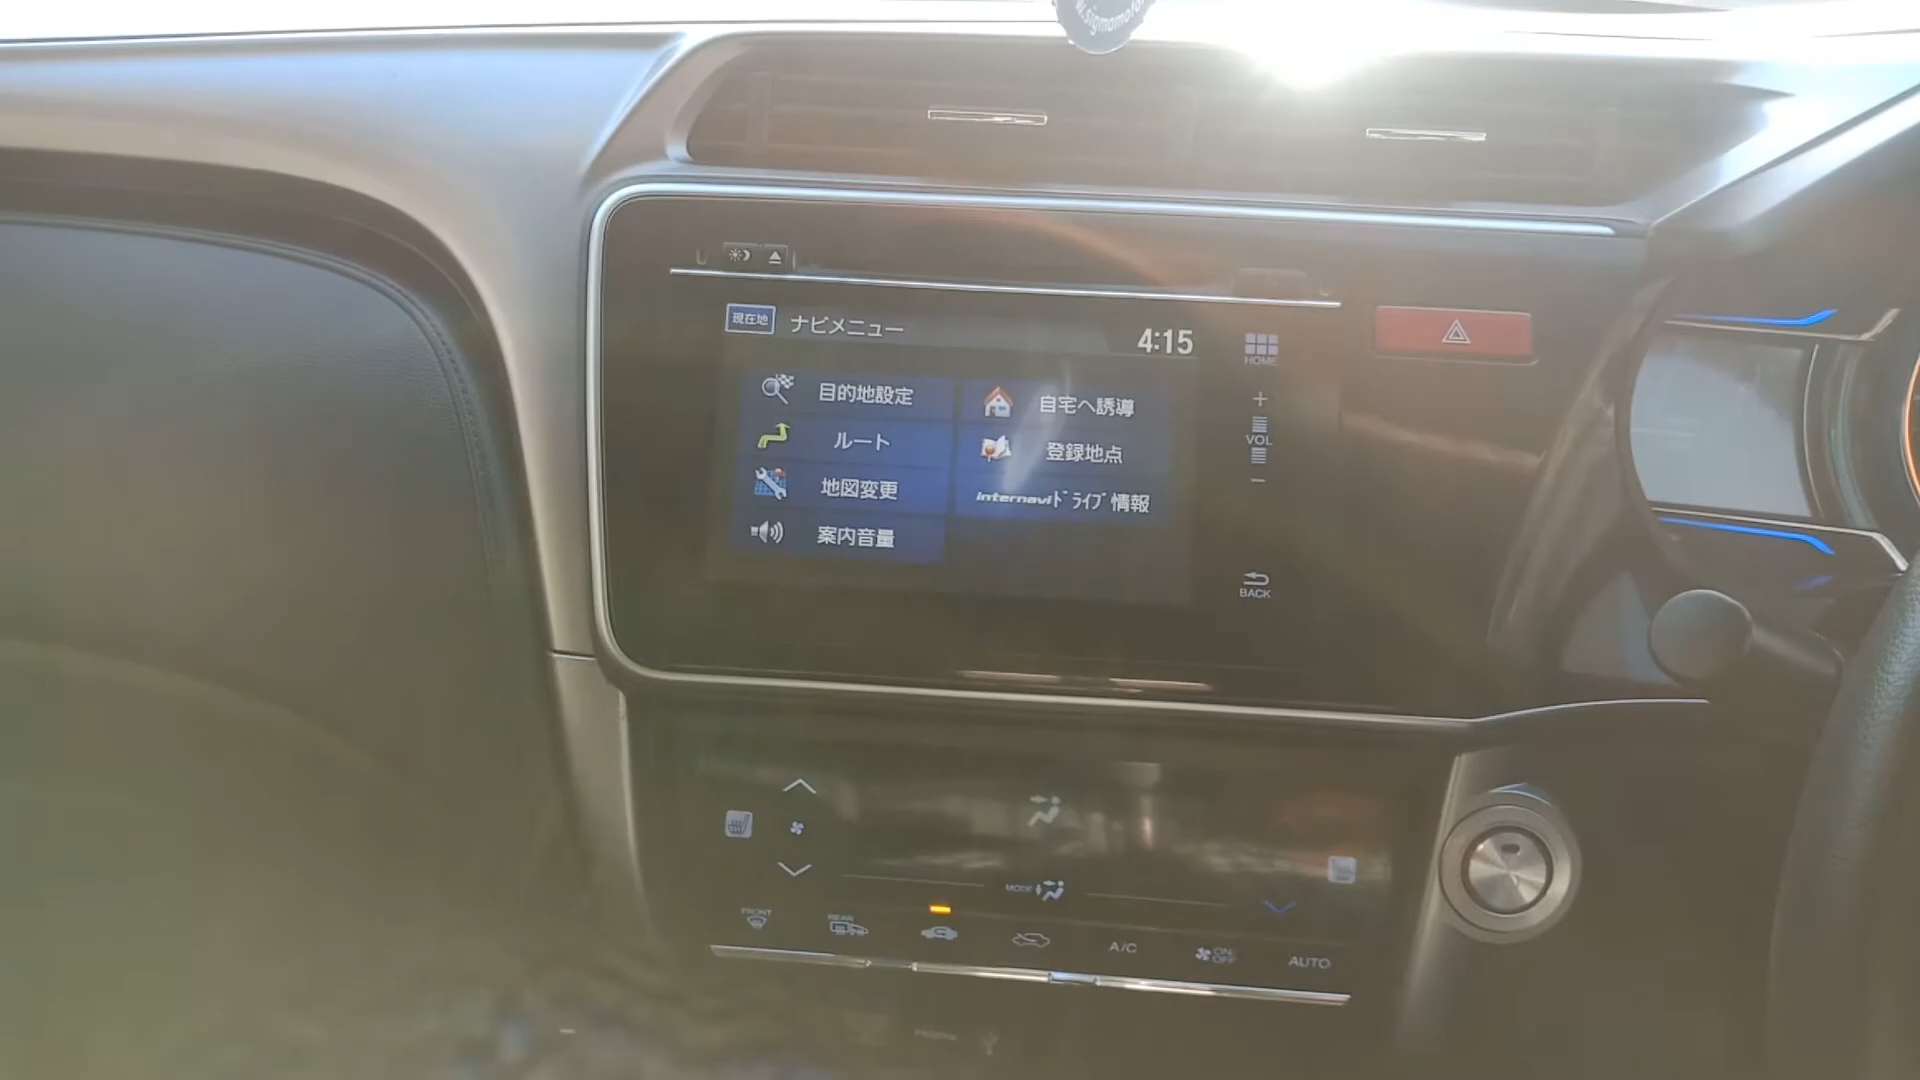 w.sigmamotor
現在地 ナビメニュー 4:15
HOME
目的地設定 自宅へ誘導
ルート 登録地点
地図変更 internaviドライブ情報
案内音量
+
VOL
-
BACK
MODE
FRONT
REAR
A/C
ON/OFF
AUTO